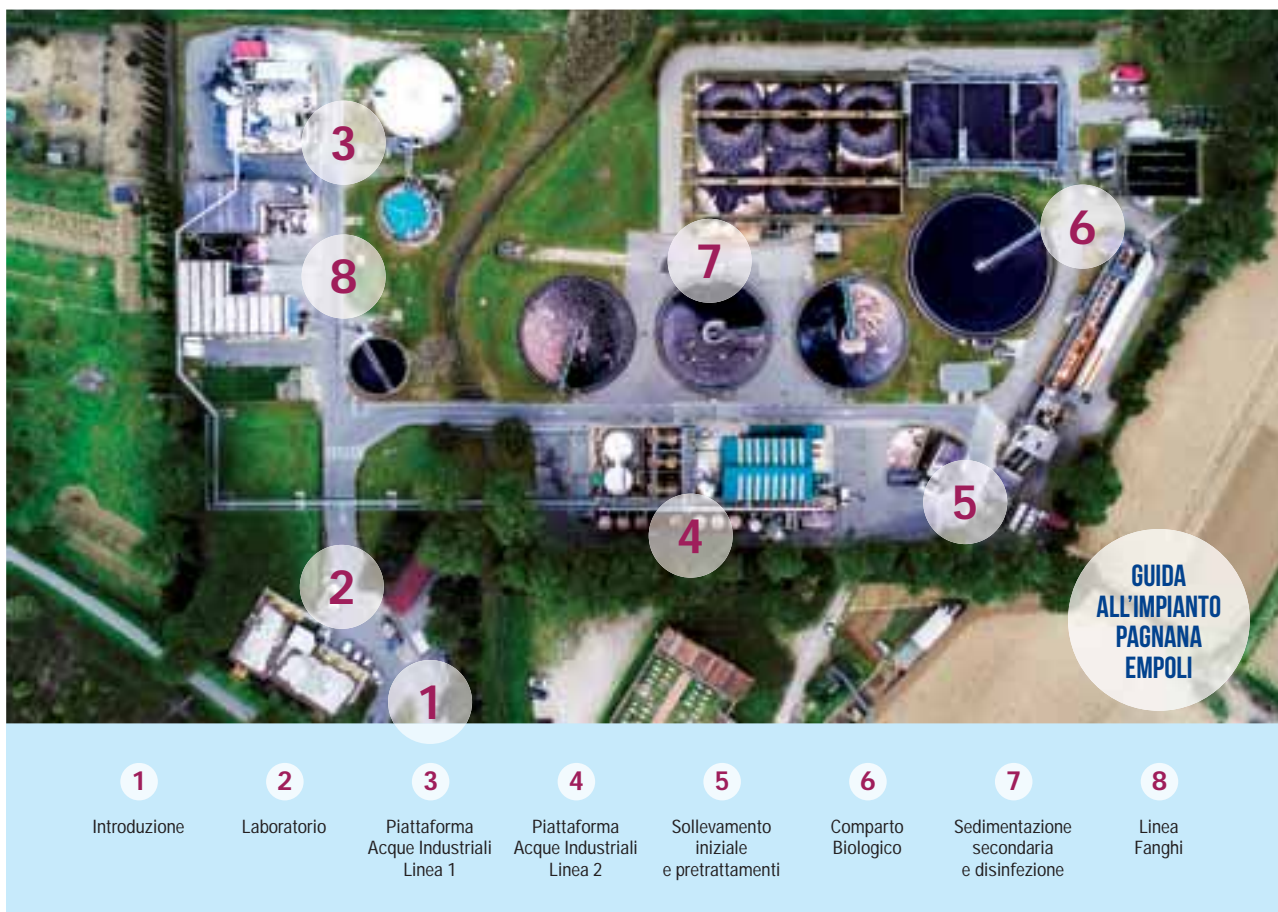 3
6
7
8
5
4
2
1
GUIDA
ALL'IMPIANTO
PAGNANA
EMPOLI
1
Introduzione
2
Laboratorio
3
Piattaforma
Acque Industriali
Linea 1
4
Piattaforma
Acque Industriali
Linea 2
5
Sollevamento
iniziale
e pretrattamenti
6
Comparto
Biologico
7
Sedimentazione
secondaria
e disinfezione
8
Linea
Fanghi